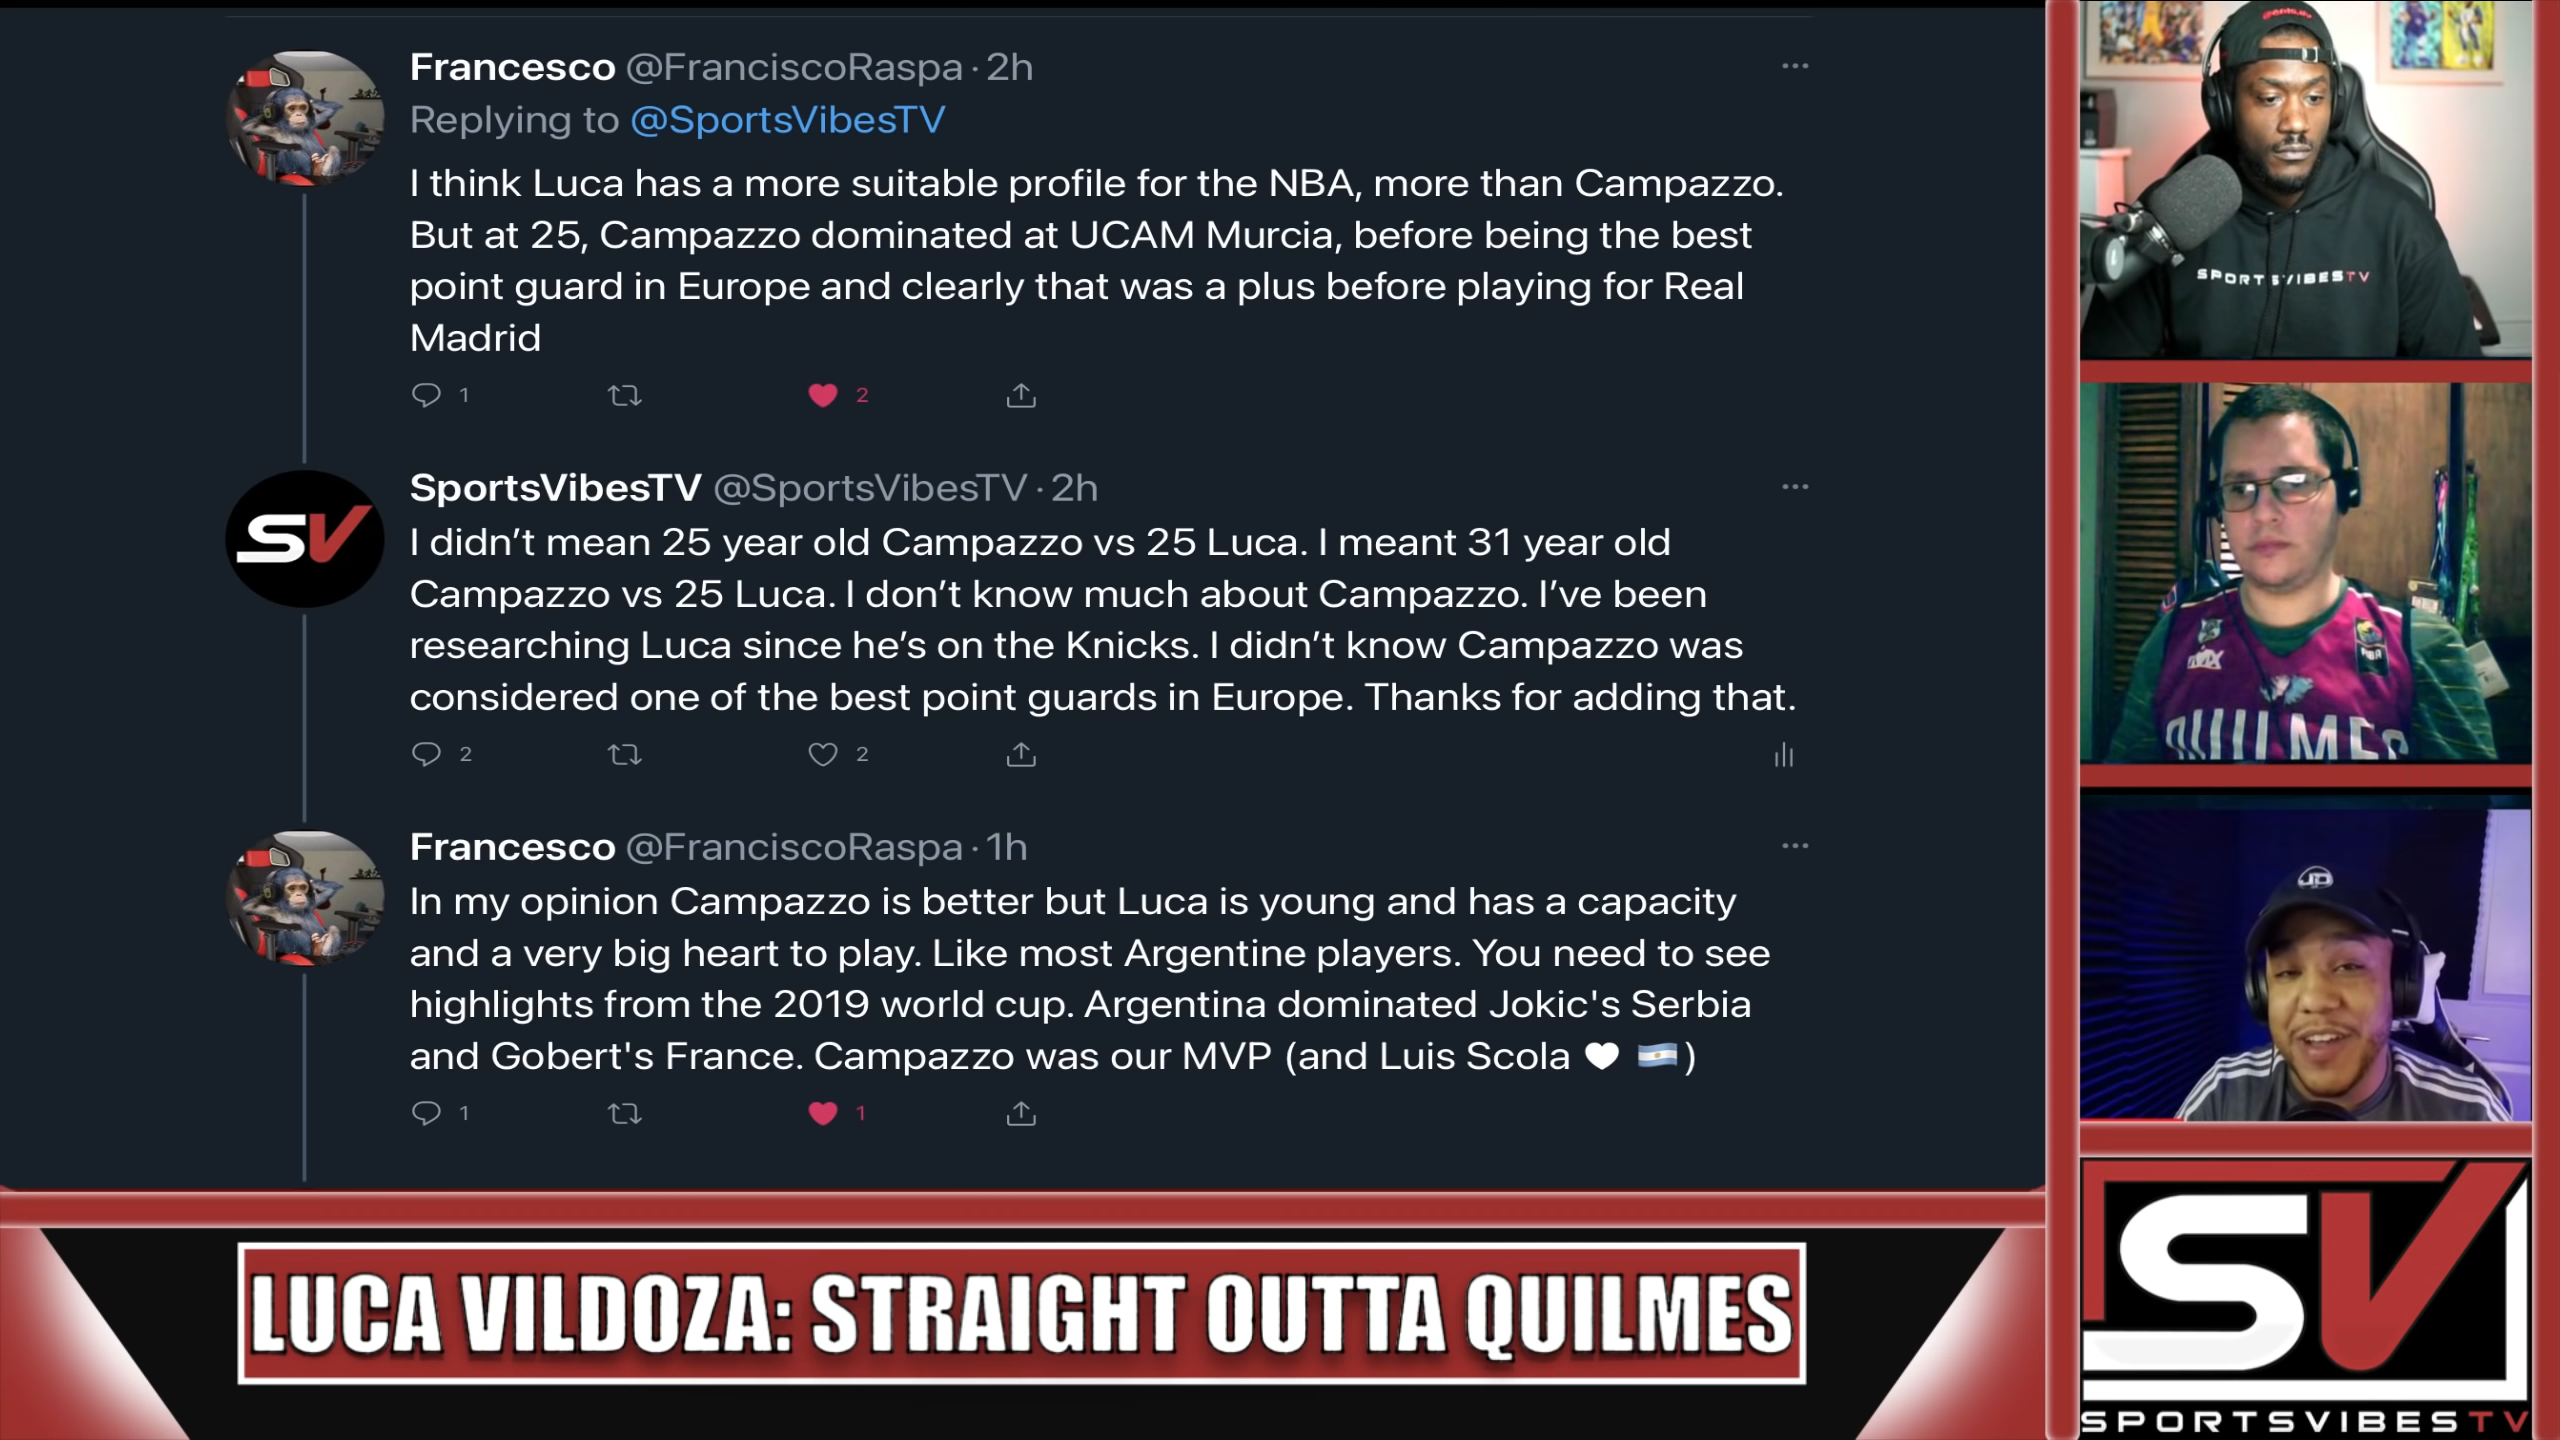 Francesco @FranciscoRaspa · 2h
Replying to @SportsVibesTV
I think Luca has a more suitable profile for the NBA, more than Campazzo.
But at 25, Campazzo dominated at UCAM Murcia, before being the best
point guard in Europe and clearly that was a plus before playing for Real
Madrid
1 2
SportsVibesTV @SportsVibesTV · 2h
I didn’t mean 25 year old Campazzo vs 25 Luca. I meant 31 year old
Campazzo vs 25 Luca. I don’t know much about Campazzo. I’ve been
researching Luca since he’s on the Knicks. I didn’t know Campazzo was
considered one of the best point guards in Europe. Thanks for adding that.
2 2
SV
Francesco @FranciscoRaspa · 1h
In my opinion Campazzo is better but Luca is young and has a capacity
and a very big heart to play. Like most Argentine players. You need to see
highlights from the 2019 world cup. Argentina dominated Jokic's Serbia
and Gobert's France. Campazzo was our MVP (and Luis Scola 🤍 🇦🇷)
1 1
LUCA VILDOZA: STRAIGHT OUTTA QUILMES
SPORTSVIBESTV
QUILMES
SV
SPORTSVIBESTV